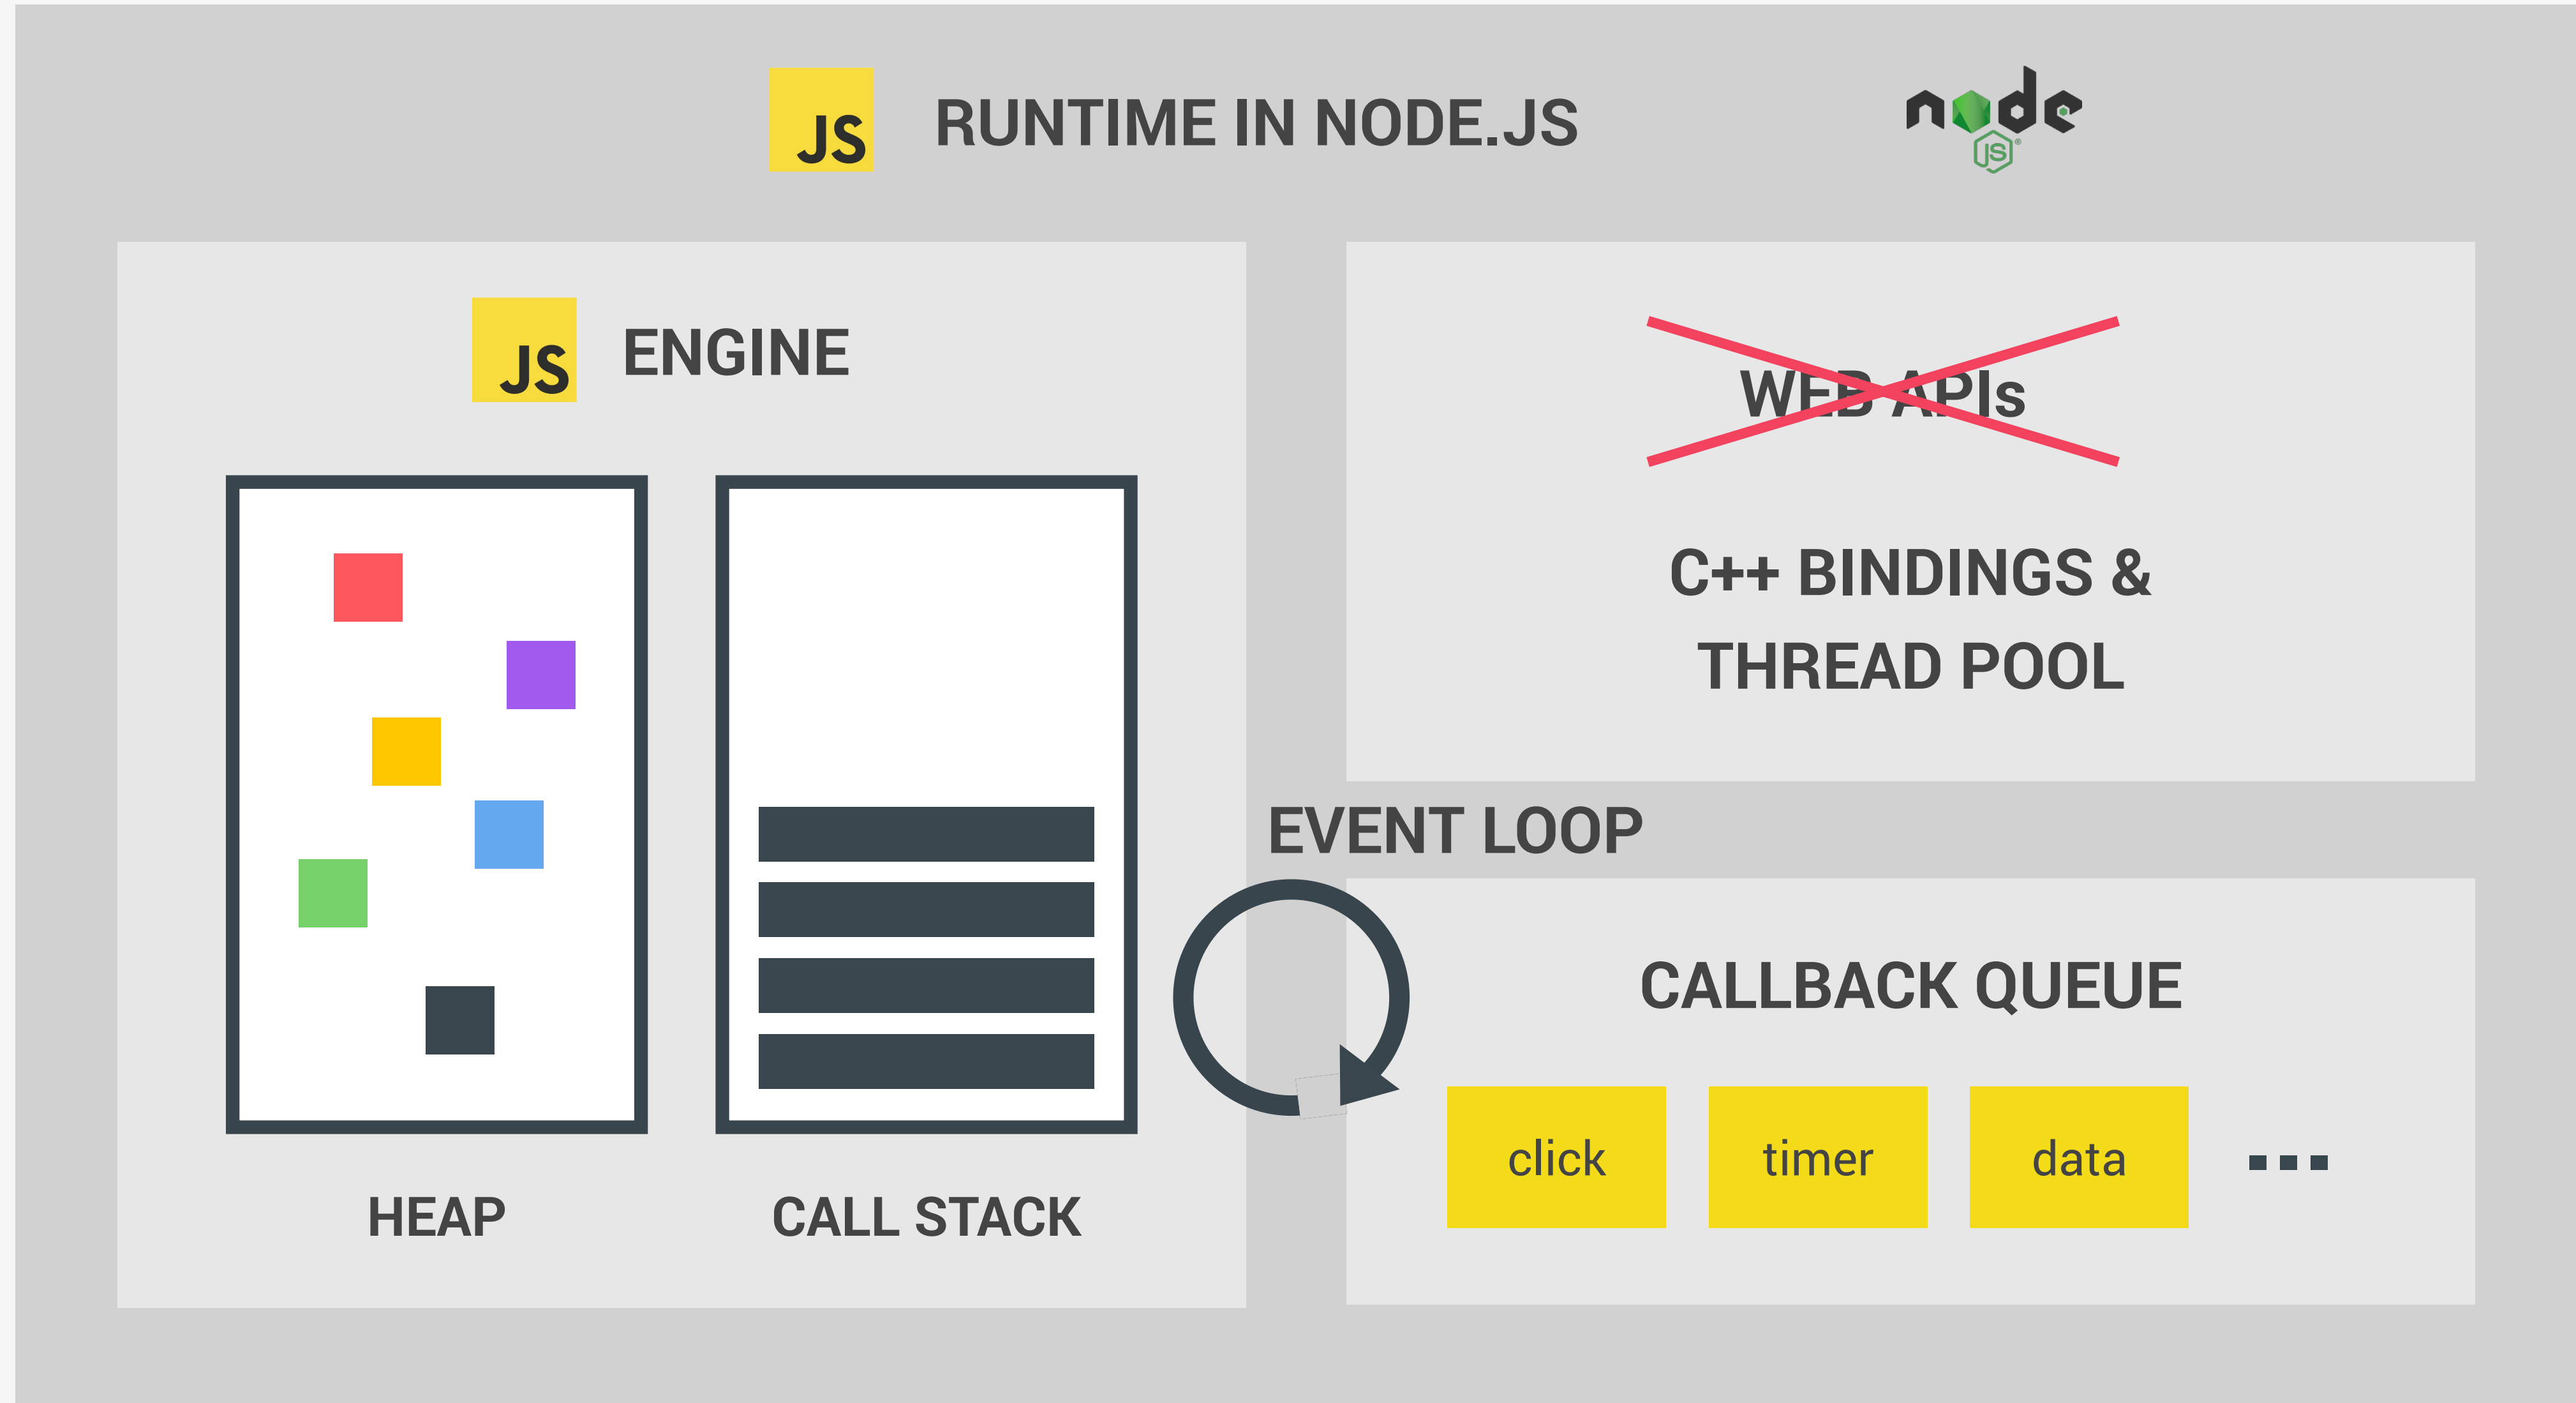 JS RUNTIME IN NODE.JS
node
JS®
JS ENGINE
HEAP
CALL STACK
WEB APIs
C++ BINDINGS &
THREAD POOL
EVENT LOOP
CALLBACK QUEUE
click timer data ...